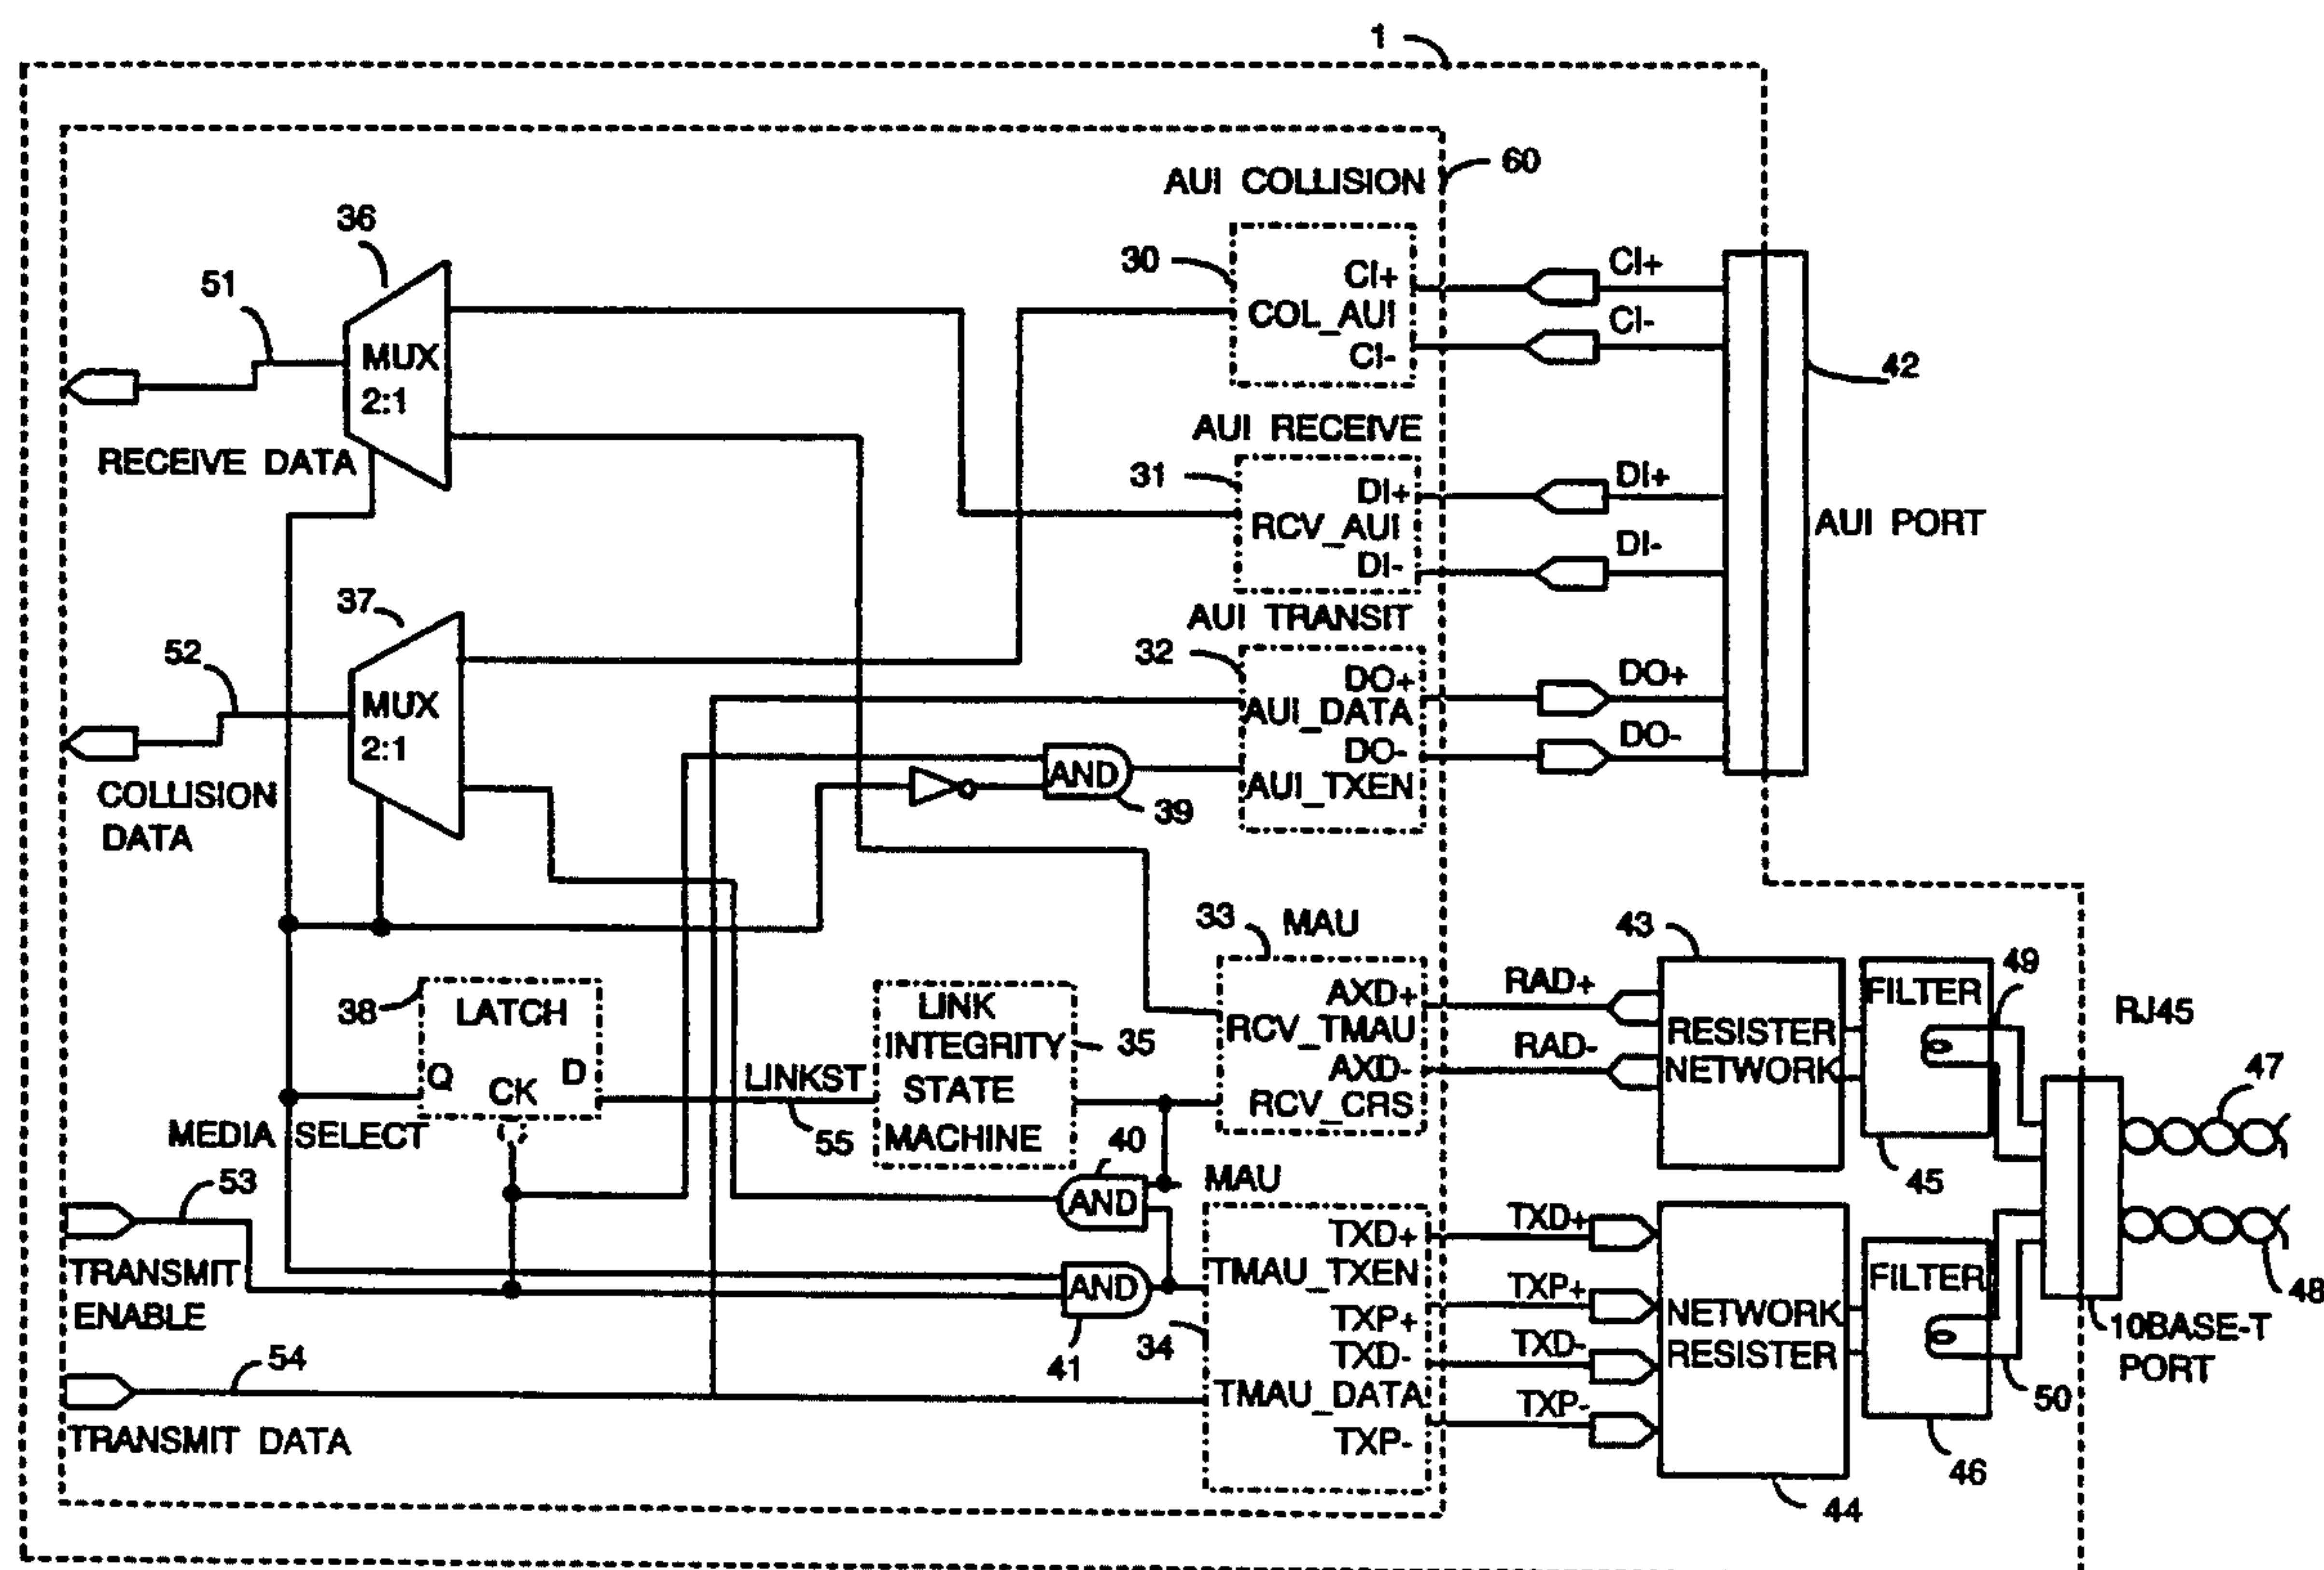 1
60
AUI COLLISION
36
30
CI+
COL_AUI
CI-
CI+
CI-
51
MUX
2:1
42
RECEIVE DATA
AUI RECEIVE
31
DI+
RCV_AUI
DI-
DI+
DI-
AUI PORT
37
AUI TRANSIT
52
32
DO+
AUI_DATA
DO-
AUI_TXEN
DO+
DO-
MUX
2:1
AND
39
COLLISION
DATA
33
MAU
43
49
38
LATCH
Q
CK
D
LINKST
55
LINK
INTEGRITY
STATE
MACHINE
35
AXD+
RCV_TMAU
AXD-
RCV_CRS
RAD+
RAD-
RESISTER
NETWORK
FILTER
45
RJ45
47
MEDIA SELECT
40
AND
MAU
53
TRANSMIT
ENABLE
AND
41
34
TXD+
TMAU_TXEN
TXP+
TXD-
TMAU_DATA
TXP-
TXD+
TXP+
TXD-
TXP-
NETWORK
RESISTER
44
FILTER
46
50
48
10BASE-T
PORT
54
TRANSMIT DATA